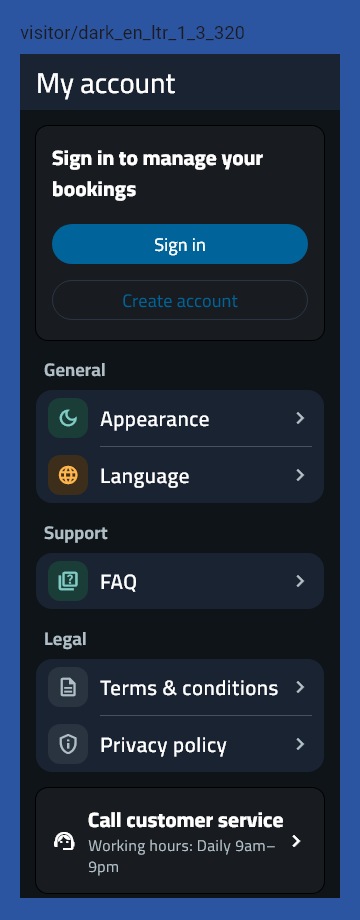 visitor/dark_en_ltr_1_3_320
My account
Sign in to manage your
bookings
Sign in
Create account
General
Appearance
Language
Support
FAQ
Legal
Terms & conditions
Privacy policy
Call customer service
Working hours: Daily 9am–
9pm